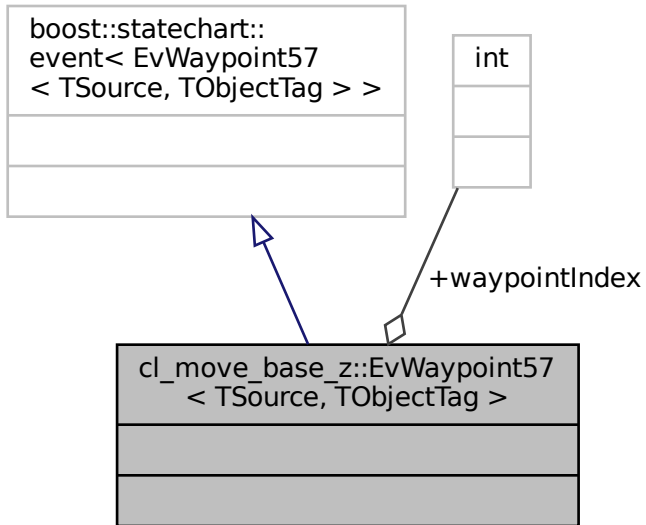 boost::statechart::
event< EvWaypoint57
< TSource, TObjectTag > >
int
+waypointIndex
cl_move_base_z::EvWaypoint57
< TSource, TObjectTag >